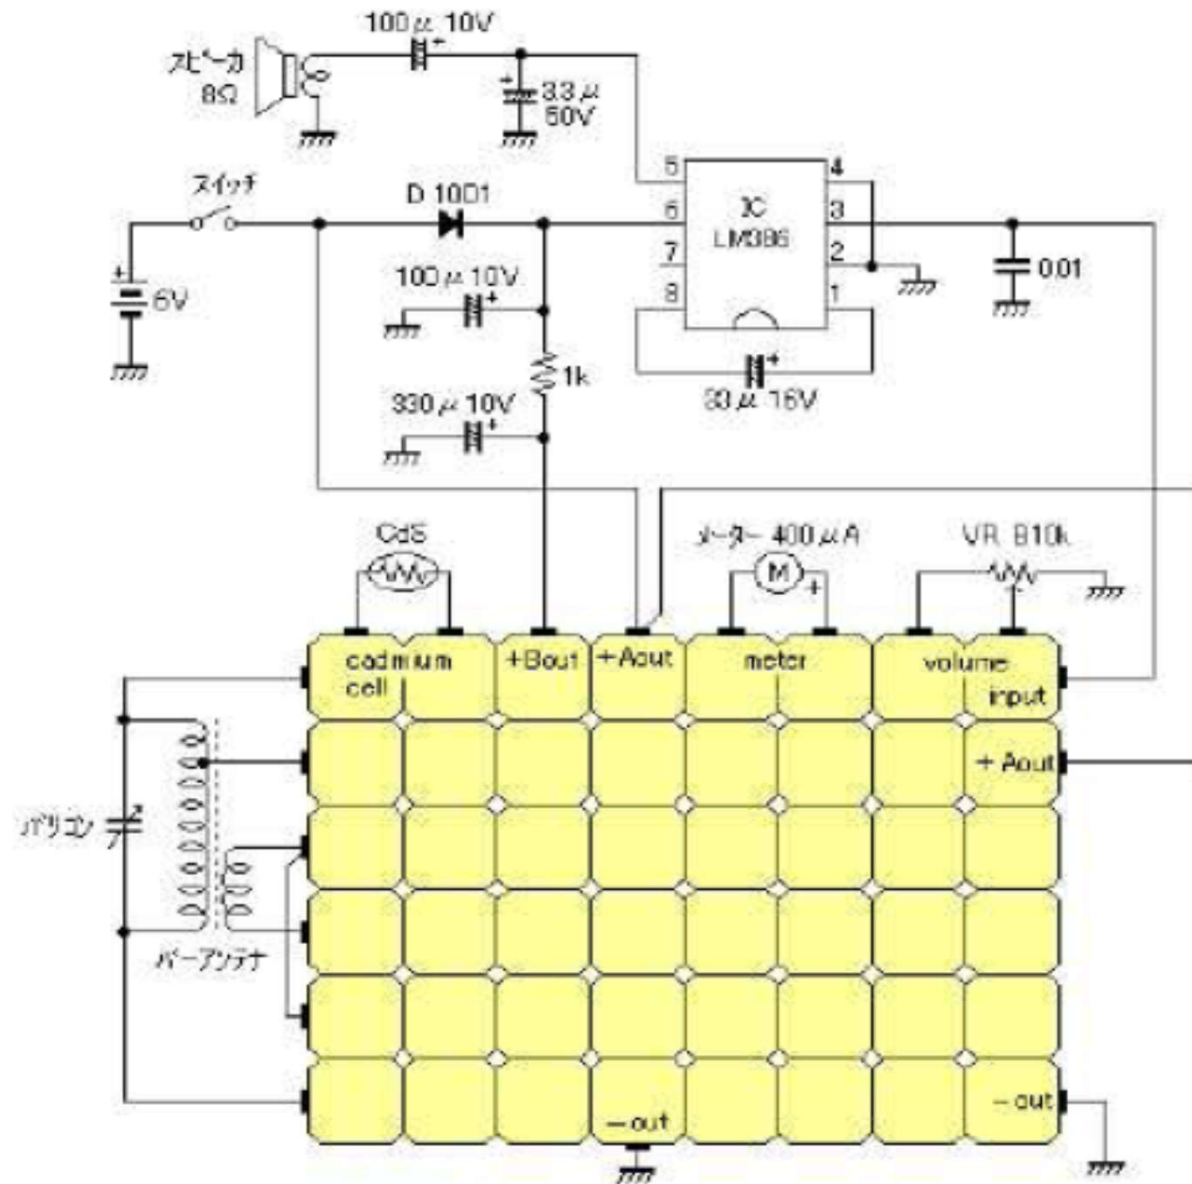 100μ 10V
+
スピーカ
8Ω
+
3.3μ
50V
スイッチ
D 10D1
5
6
7
8
4
3
2
1
IC
LM386
0.01
+
6V
100μ 10V
+
1k
330μ 10V
+
+
33μ 16V
CdS
メーター 400μA
M
+
VR B10k
cadmium
cell
+Bout
+Aout
meter
volume
input
+Aout
ポリコン
バーアンテナ
-out
-out